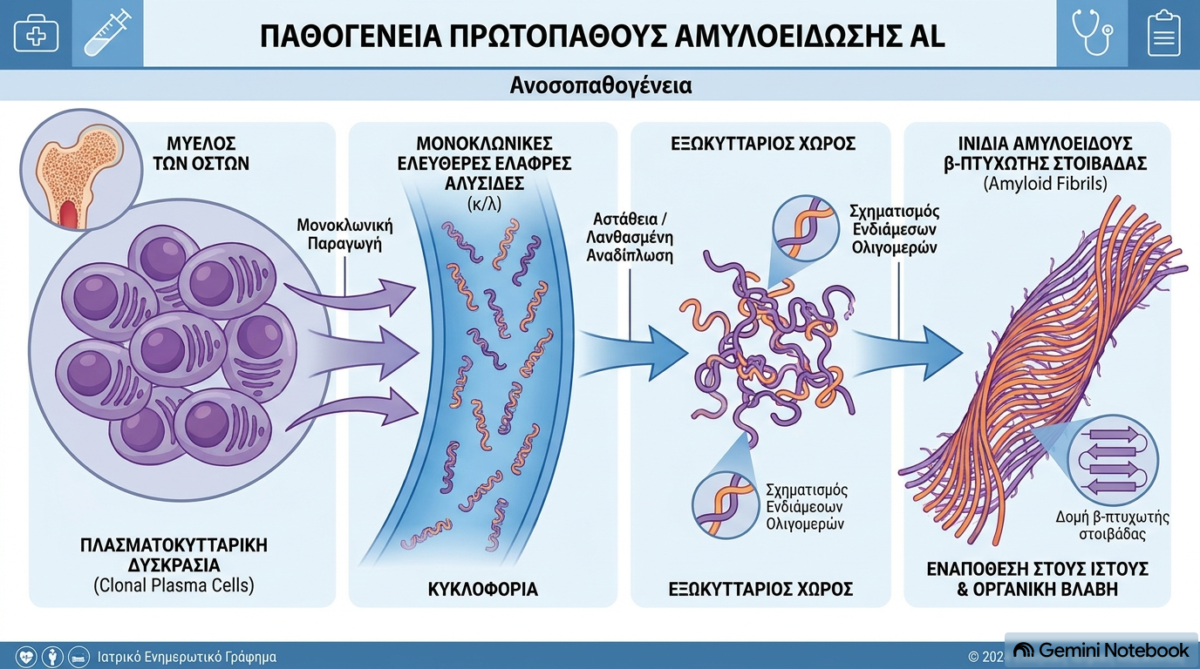 ΠΑΘΟΓΕΝΕΙΑ ΠΡΩΤΟΠΑΘΟΥΣ ΑΜΥΛΟΕΙΔΩΣΗΣ AL
Ανοσοπαθογένεια
ΜΥΕΛΟΣ
ΤΩΝ ΟΣΤΩΝ
Μονοκλωνική
Παραγωγή
ΠΛΑΣΜΑΤΟΚΥΤΤΑΡΙΚΗ
ΔΥΣΚΡΑΣΙΑ
(Clonal Plasma Cells)
ΜΟΝΟΚΛΩΝΙΚΕΣ
ΕΛΕΥΘΕΡΕΣ ΕΛΑΦΡΕΣ
ΑΛΥΣΙΔΕΣ
(κ/λ)
ΚΥΚΛΟΦΟΡΙΑ
Αστάθεια /
Λανθασμένη
Αναδίπλωση
ΕΞΩΚΥΤΤΑΡΙΟΣ ΧΩΡΟΣ
Σχηματισμός
Ενδιάμεσων
Ολιγομερών
Σχηματισμός
Ενδιάμεοων
Ολιγομερών
ΕΞΩΚΥΤΤΑΡΙΟΣ ΧΩΡΟΣ
ΙΝΙΔΙΑ ΑΜΥΛΟΕΙΔΟΥΣ
β-ΠΤΥΧΩΤΗΣ ΣΤΟΙΒΑΔΑΣ
(Amyloid Fibrils)
Δομή β-πτυχωτής
στοιβάδας
ΕΝΑΠΟΘΕΣΗ ΣΤΟΥΣ ΙΣΤΟΥΣ
& ΟΡΓΑΝΙΚΗ ΒΛΑΒΗ
Ιατρικό Ενημερωτικό Γράφημα
© 202
Gemini Notebook